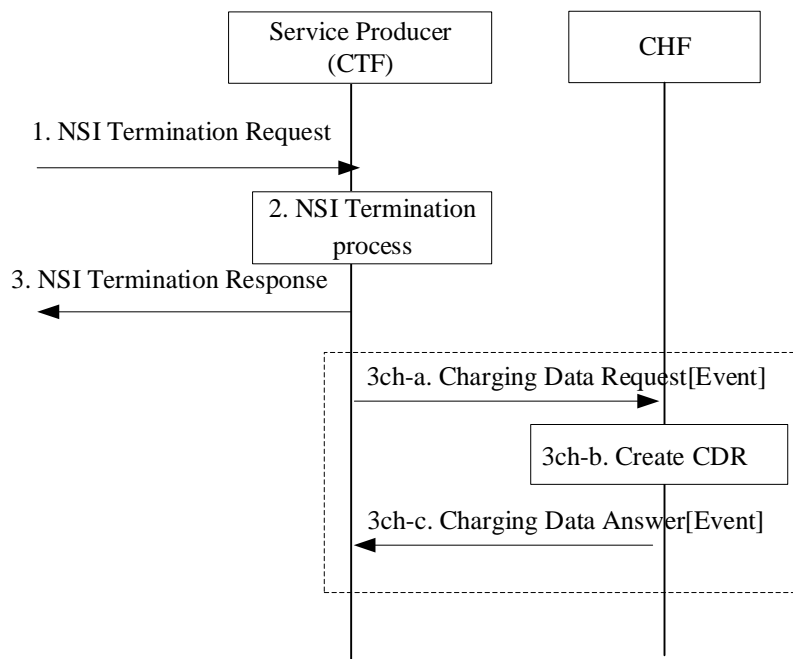 Service Producer
(CTF)
CHF
1. NSI Termination Request
2. NSI Termination
process
3. NSI Termination Response
3ch-a. Charging Data Request[Event]
3ch-b. Create CDR
3ch-c. Charging Data Answer[Event]